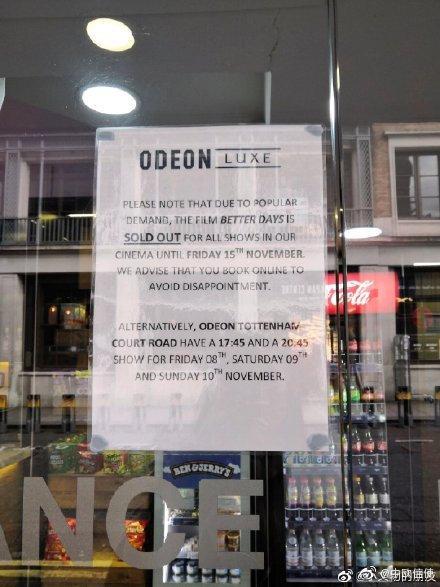 ODEON LUXE
PLEASE NOTE THAT DUE TO POPULAR
DEMAND, THE FILM BETTER DAYS IS
SOLD OUT FOR ALL SHOWS IN OUR
CINEMA UNTIL FRIDAY 15TH NOVEMBER.
WE ADVISE THAT YOU BOOK ONLINE TO
AVOID DISAPPOINTMENT.
ALTERNATIVELY, ODEON TOTTENHAM
COURT ROAD HAVE A 17:45 AND A 20:45
SHOW FOR FRIDAY 08TH, SATURDAY 09TH
AND SUNDAY 10TH NOVEMBER.
Cola
BEN & JERRY'S
ANCE